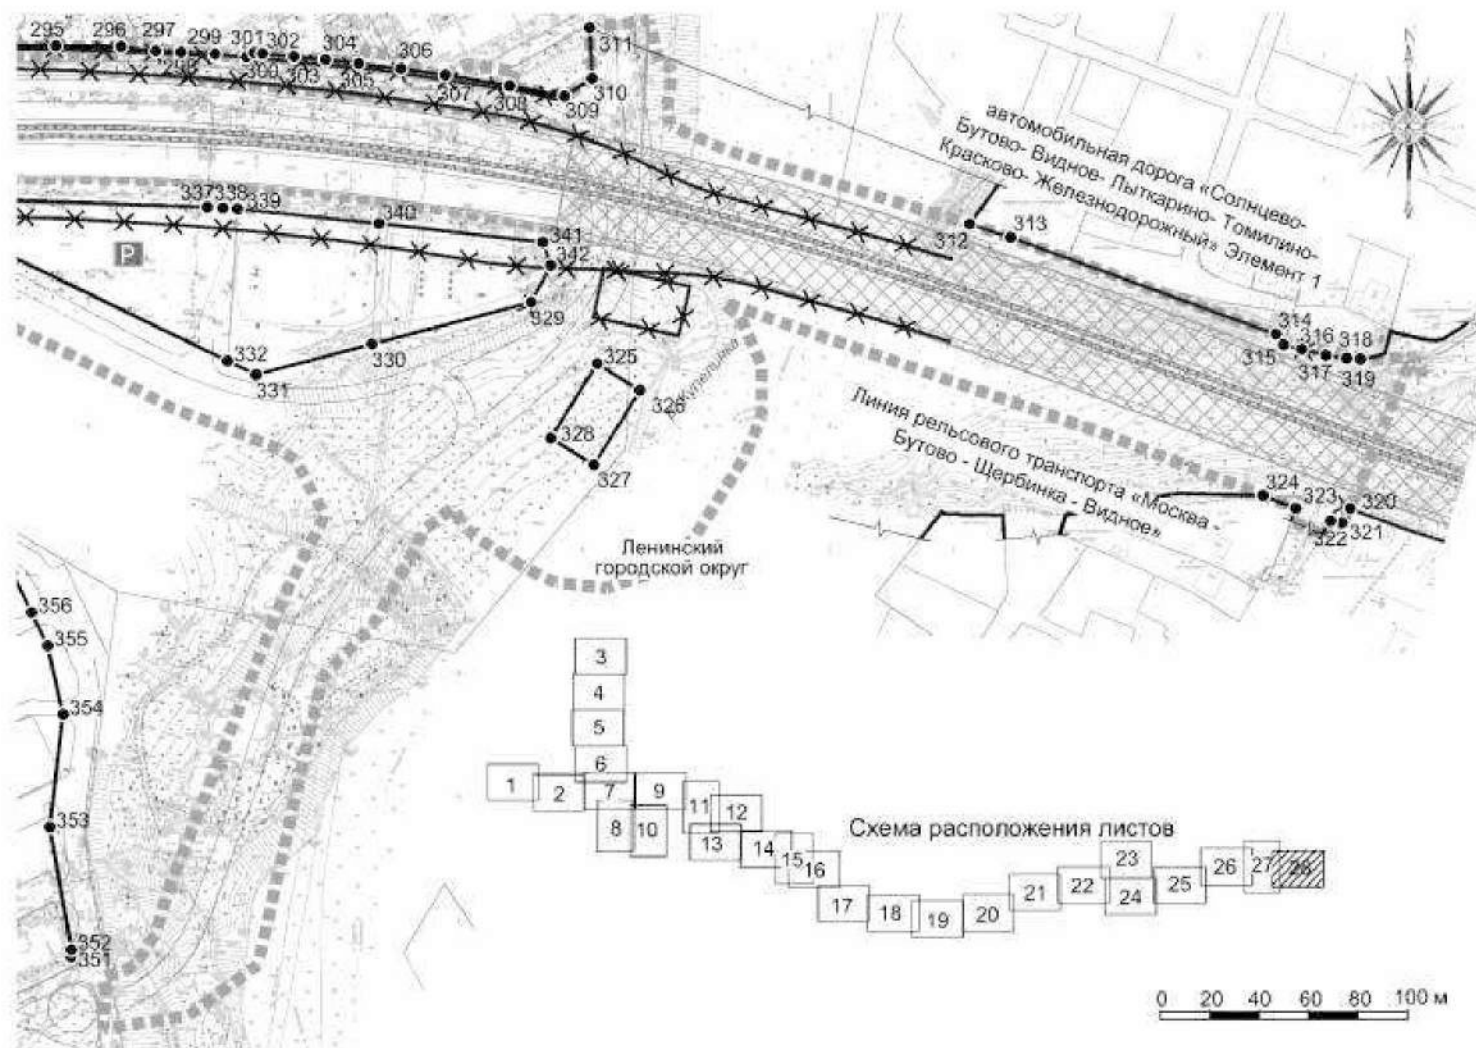 295 296 297 299 301 302 304 306 311
300 303 305 307 308 309 310
автомобильная дорога «Солнцево-
Бутово- Видное- Лыткарино- Томилино-
Красково- Железнодорожный» Элемент 1
337 338 339 340 341 342
312 313
P
329 330 331 332
314 315 316 317 318 319
325 326 327 328
Линия рельсового транспорта «Москва -
Бутово - Щербинка - Видное»
324 323 322 321 320
Ленинский
городской округ
356
355
354
353
352
351
3
4
5
6
1 2 7 9 11 12
8 10 13 14 15 16
Схема расположения листов
17 18 19 20 21 22 23 24 25 26 27 28
0 20 40 60 80 100 м